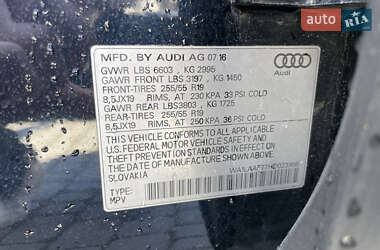 auto.ria.com
MFD. BY AUDI AG 07 16
GWVR LBS 6603 , KG 2995
GAWR FRONT LBS 3197 , KG 1450
FRONT-TIRES 255/55 R19
8,5JX19 RIMS, AT 230 KPA 33 PSI COLD
GAWR REAR LBS3803 , KG 1725
REAR-TIRES 255/55 R19
8,5JX19 RIMS, AT 250 KPA 36 PSI COLD
Audi
THIS VEHICLE CONFORMS TO ALL APPLICABLE
U.S. FEDERAL MOTOR VEHICLE SAFETY AND
THEFT PREVENTION STANDARDS IN EFFECT ON
THE DATE OF MANUFACTURE SHOWN ABOVE.
SLOVAKIA
TYPE:
MPV